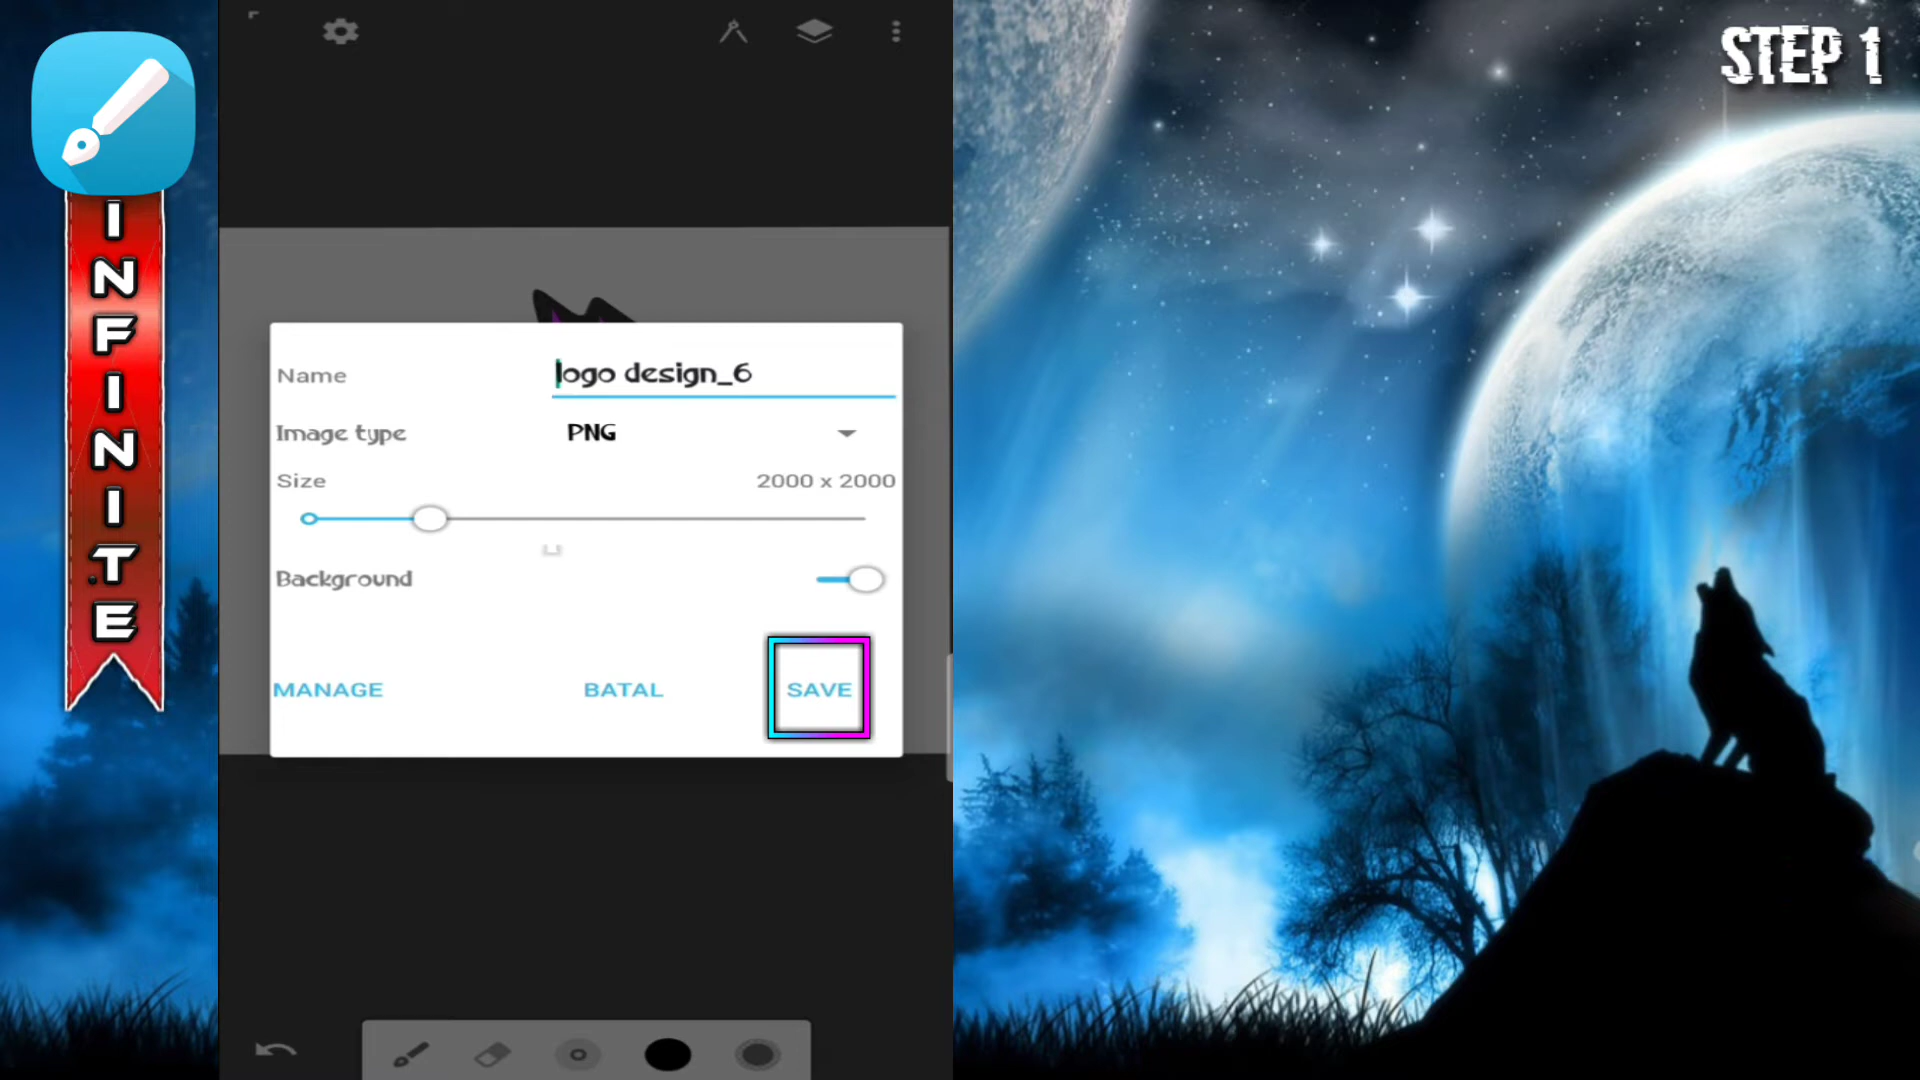 STEP 1
INFINITE
Name logo design_6
Image type PNG
Size 2000 x 2000
Background
MANAGE BATAL SAVE